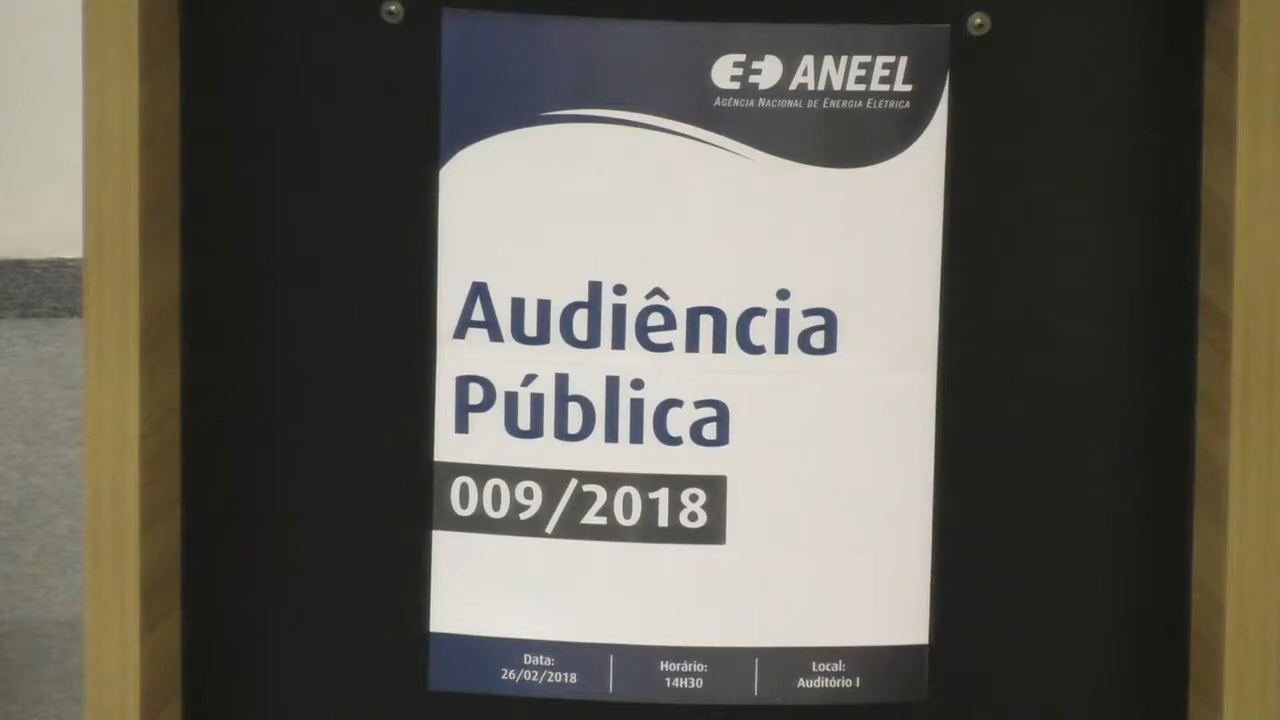 ANEEL
AGÊNCIA NACIONAL DE ENERGIA ELÉTRICA
Audiência
Pública
009/2018
Data:
26/02/2018
Horário:
14H30
Local:
Auditório I